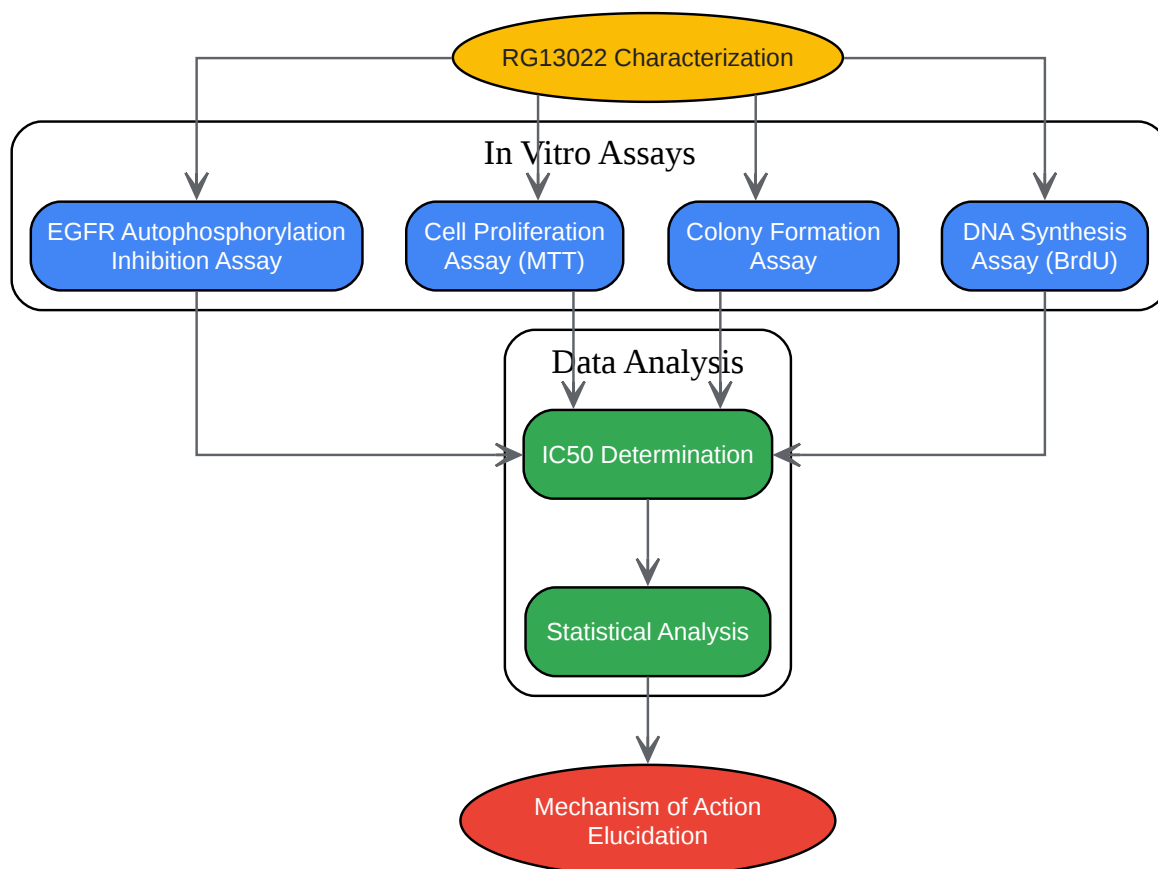 RG13022 Characterization
In Vitro Assays
EGFR Autophosphorylation
Inhibition Assay
Cell Proliferation
Assay (MTT)
Colony Formation
Assay
DNA Synthesis
Assay (BrdU)
Data Analysis
IC50 Determination
Statistical Analysis
Mechanism of Action
Elucidation